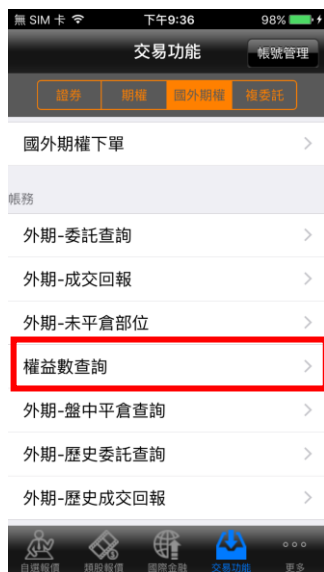 無 SIM 卡 下午9:36 98%
交易功能 帳號管理
證券 期權 國外期權 複委託
國外期權下單
帳務
外期-委託查詢
外期-成交回報
外期-未平倉部位
權益數查詢
外期-盤中平倉查詢
外期-歷史委託查詢
外期-歷史成交回報
自選報價 類股報價 國際金融 交易功能 更多